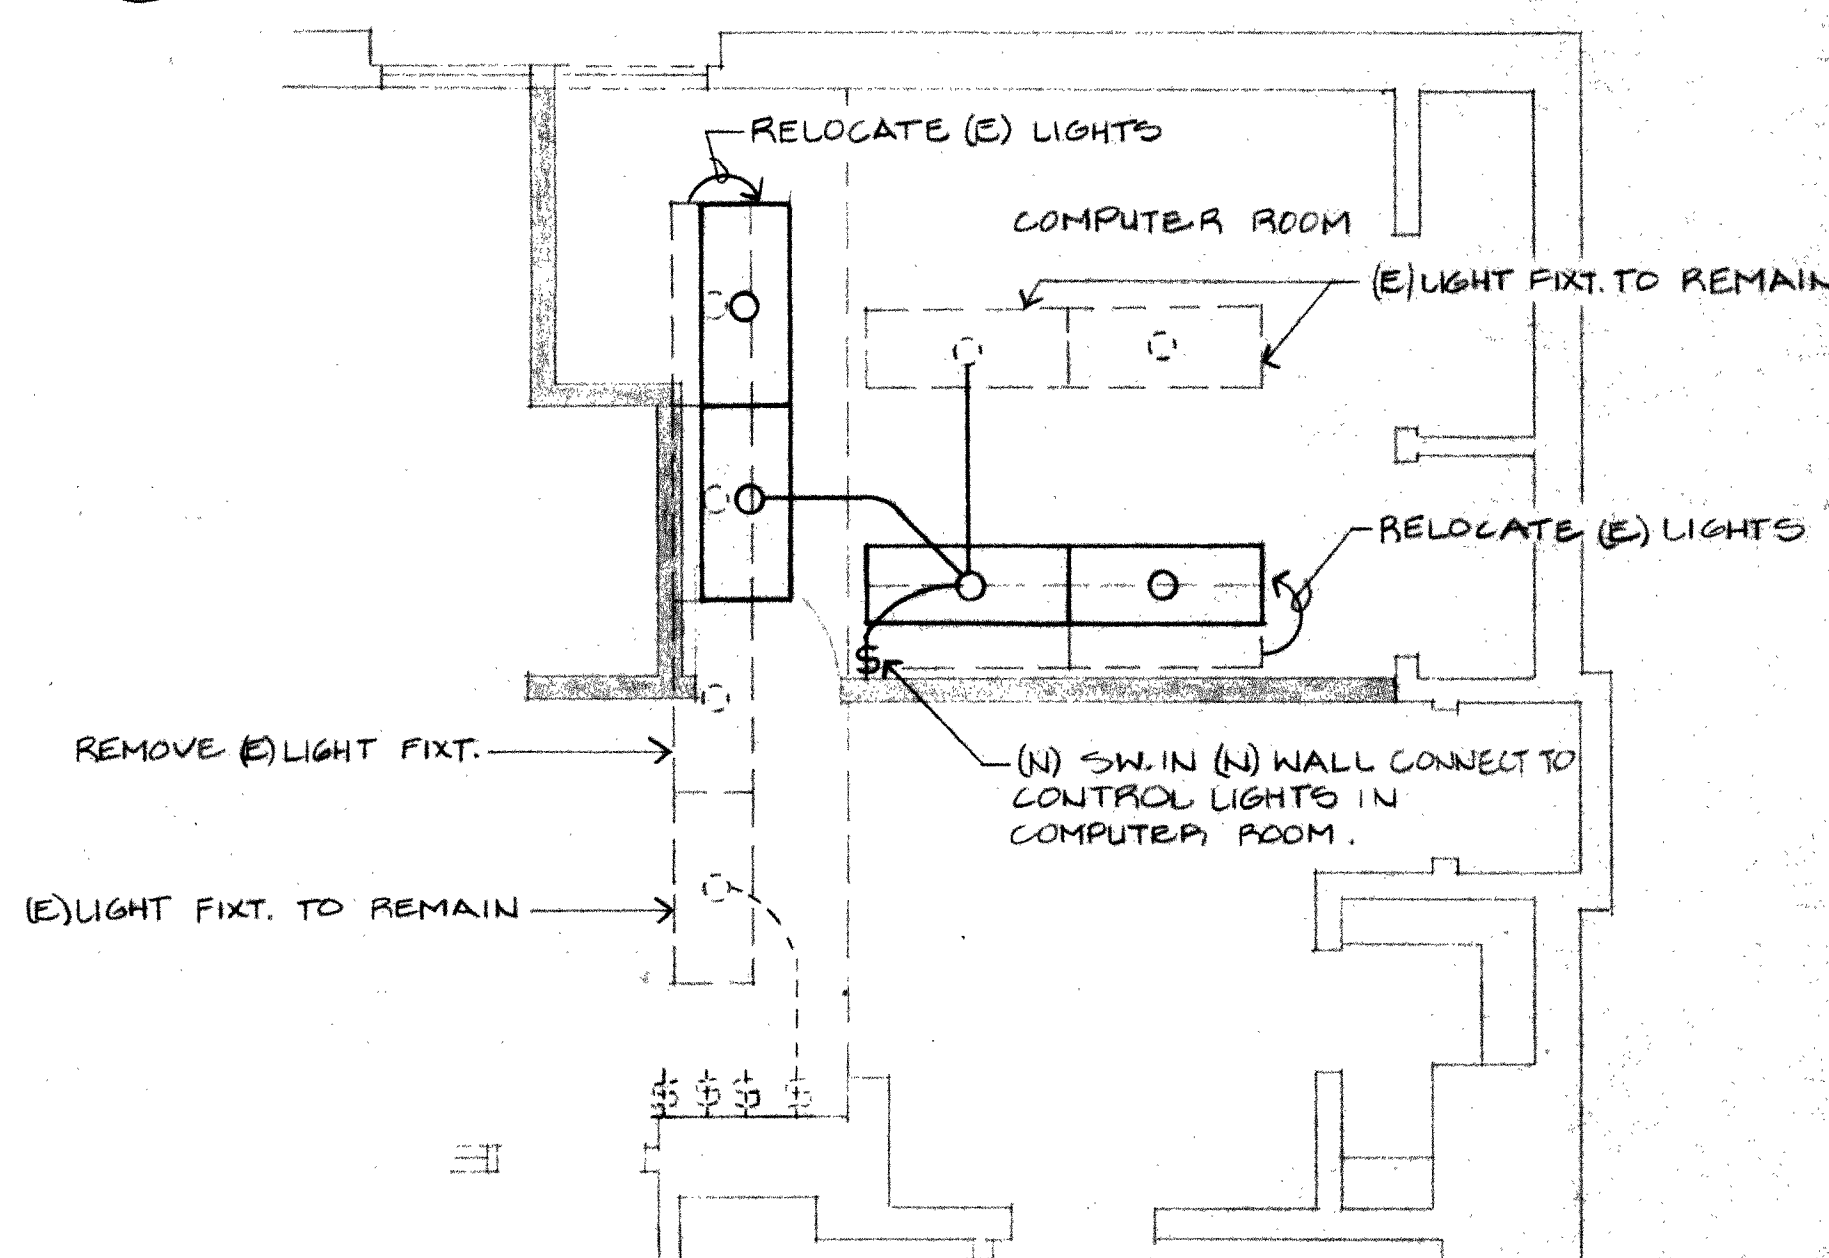 RELOCATE (E) LIGHTS
COMPUTER ROOM
(E) LIGHT FIXT. TO REMAIN
RELOCATE (E) LIGHTS
$
REMOVE (E) LIGHT FIXT.
(N) SW. IN (N) WALL CONNECT TO
CONTROL LIGHTS IN
COMPUTER ROOM.
(E) LIGHT FIXT. TO REMAIN
$ $ $ $